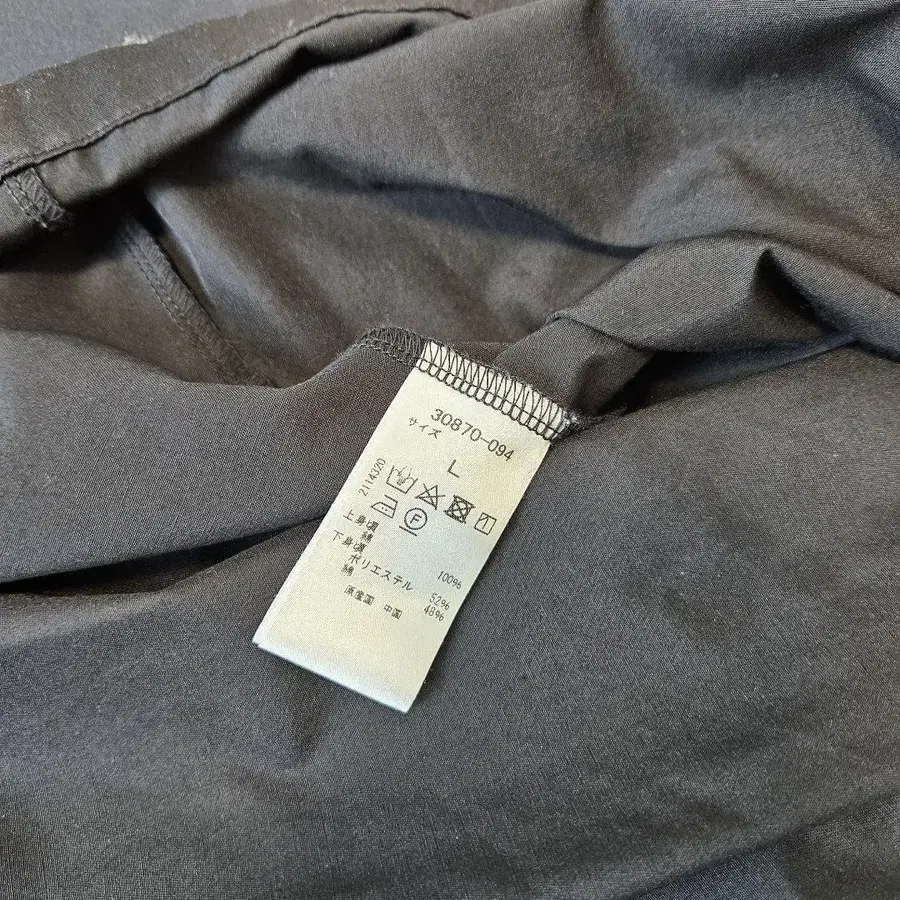 30870-094
サイズ
L
2114320
F
上身頃
綿 100%
下身頃
ポリエステル 52%
綿 48%
原産国 中国